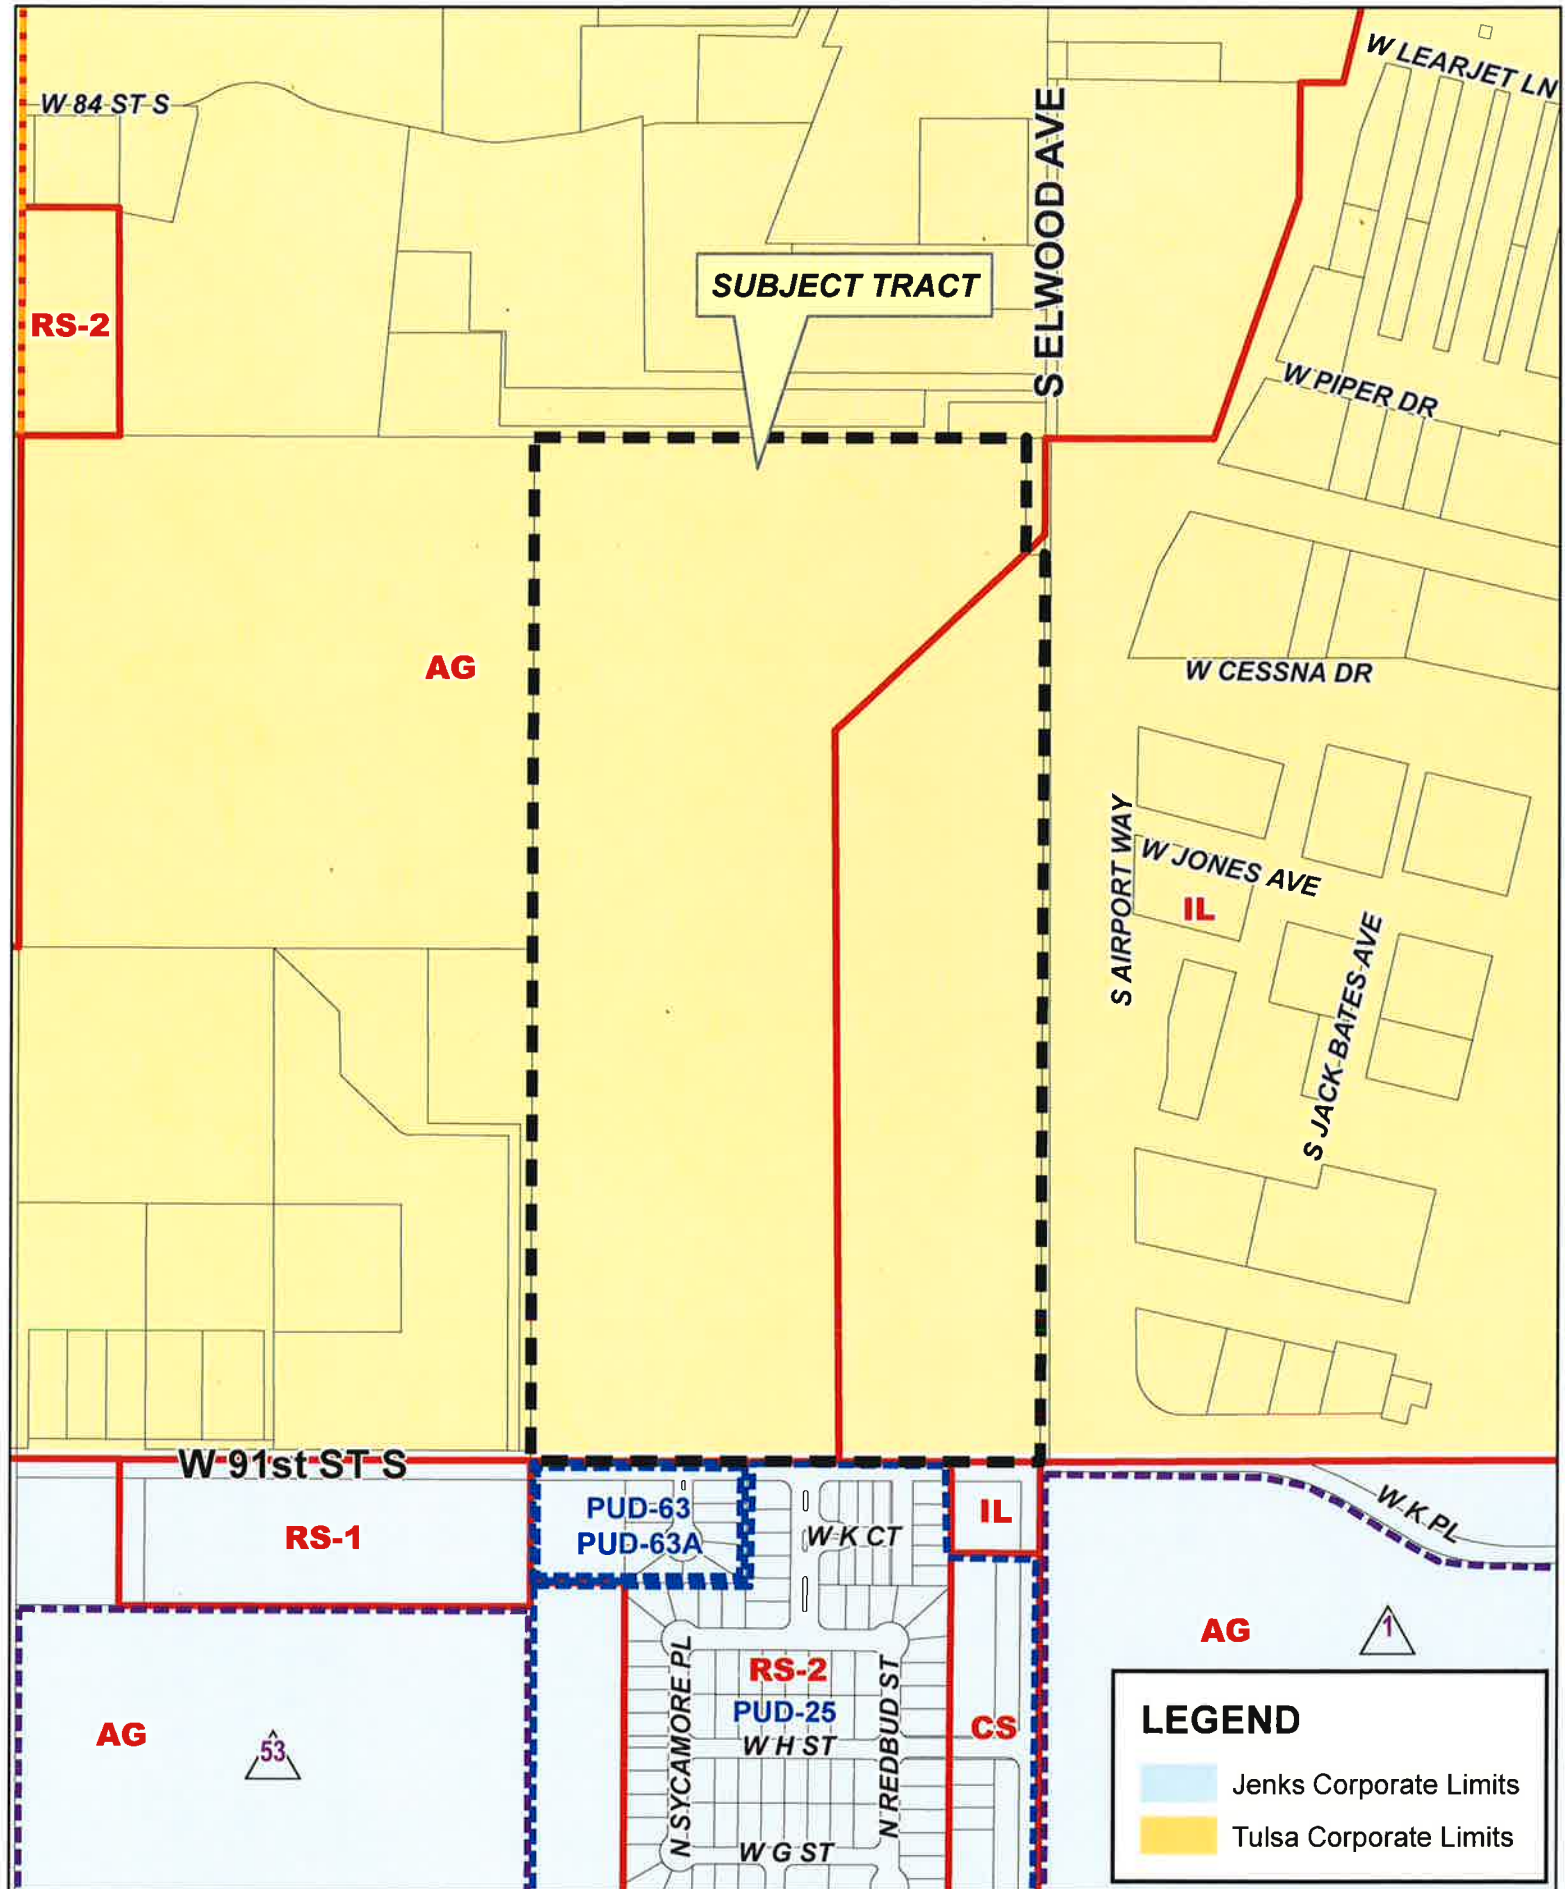 W LEARJET LN
W 84 ST S
S ELWOOD AVE
SUBJECT TRACT
RS-2
W PIPER DR
AG
W CESSNA DR
S AIRPORT WAY
W JONES AVE
IL
S JACK BATES AVE
W 91st ST S
PUD-63
PUD-63A
RS-1
W K CT
IL
W K PL
AG
1
N SYCAMORE PL
RS-2
PUD-25
W H ST
N REDBUD ST
CS
AG
53
W G ST
LEGEND
Jenks Corporate Limits
Tulsa Corporate Limits